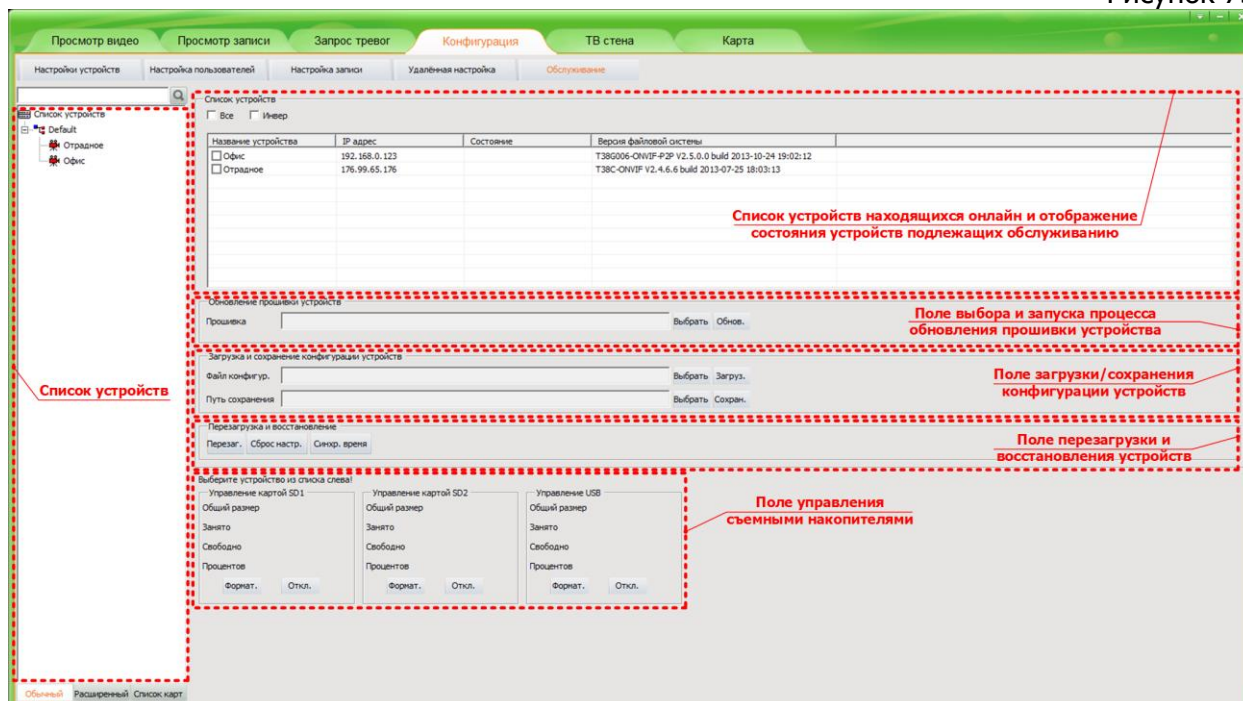 Рисунок
Просмотр видео Просмотр записи Запрос тревог Конфигурация ТВ стена Карта
Настройки устройств Настройка пользователей Настройка записи Удалённая настройка Обслуживание
Список устройств
Default
Отрадное
Офис
Список устройств
Обычный Расширенный Список карт
Список устройств
Все Инвер
Название устройства IP адрес Состояние Версия файловой системы
Офис 192.168.0.123 T38G006-ONVIF-P2P V2.5.0.0 build 2013-10-24 19:02:12
Отрадное 176.99.65.176 T38C-ONVIF V2.4.6.6 build 2013-07-25 18:03:13
Список устройств находящихся онлайн и отображение
состояния устройств подлежащих обслуживанию
Обновление прошивки устройств
Прошивка Выбрать Обнов.
Поле выбора и запуска процесса
обновления прошивки устройства
Загрузка и сохранение конфигурации устройств
Файл конфигур. Выбрать Загруз.
Путь сохранения Выбрать Сохран.
Поле загрузки/сохранения
конфигурации устройств
Перезагрузка и восстановление
Перезаг. Сброс настр. Синхр. время
Поле перезагрузки и
восстановления устройств
Выберите устройство из списка слева!
Управление картой SD1 Управление картой SD2 Управление USB
Общий размер Общий размер Общий размер
Занято Занято Занято
Свободно Свободно Свободно
Процентов Процентов Процентов
Формат. Откл. Формат. Откл. Формат. Откл.
Поле управления
съемными накопителями